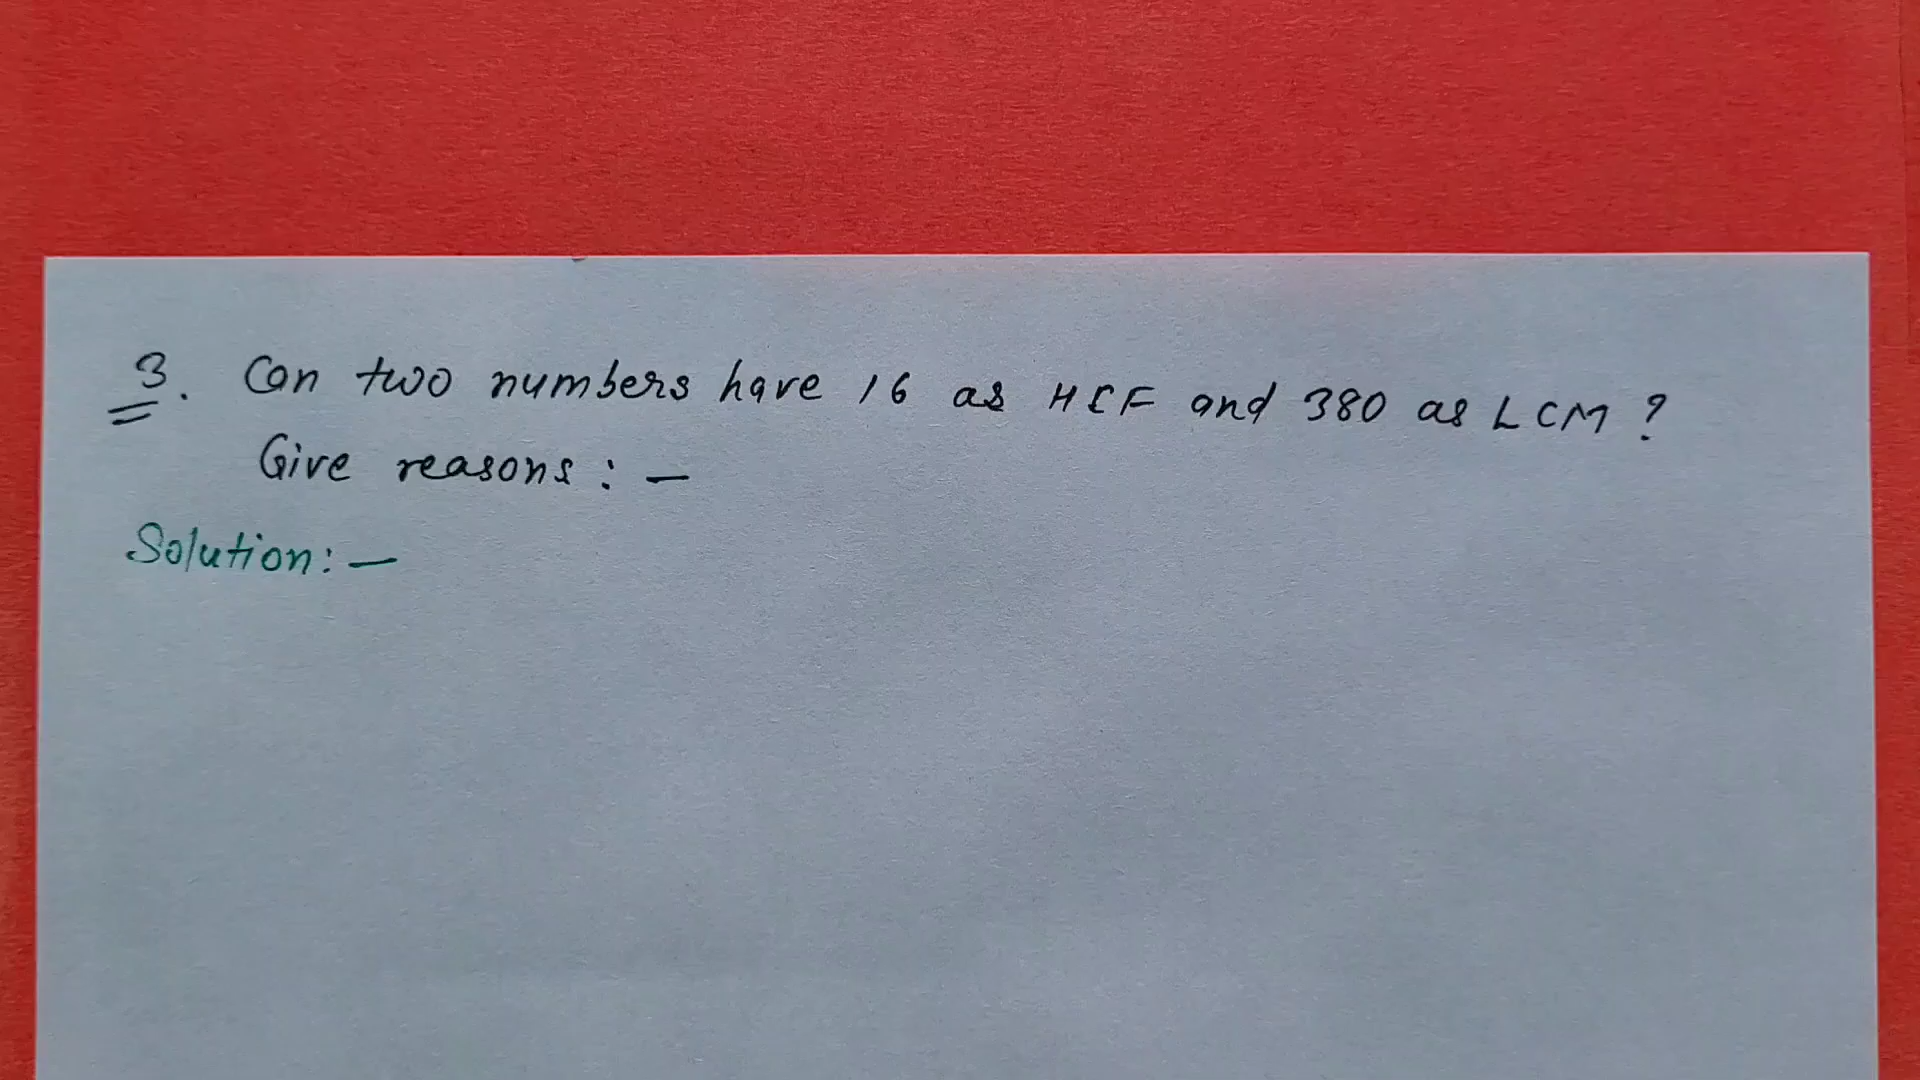 3. Can two numbers have 16 as HCF and 380 as LCM ?
Give reasons : —
Solution : —